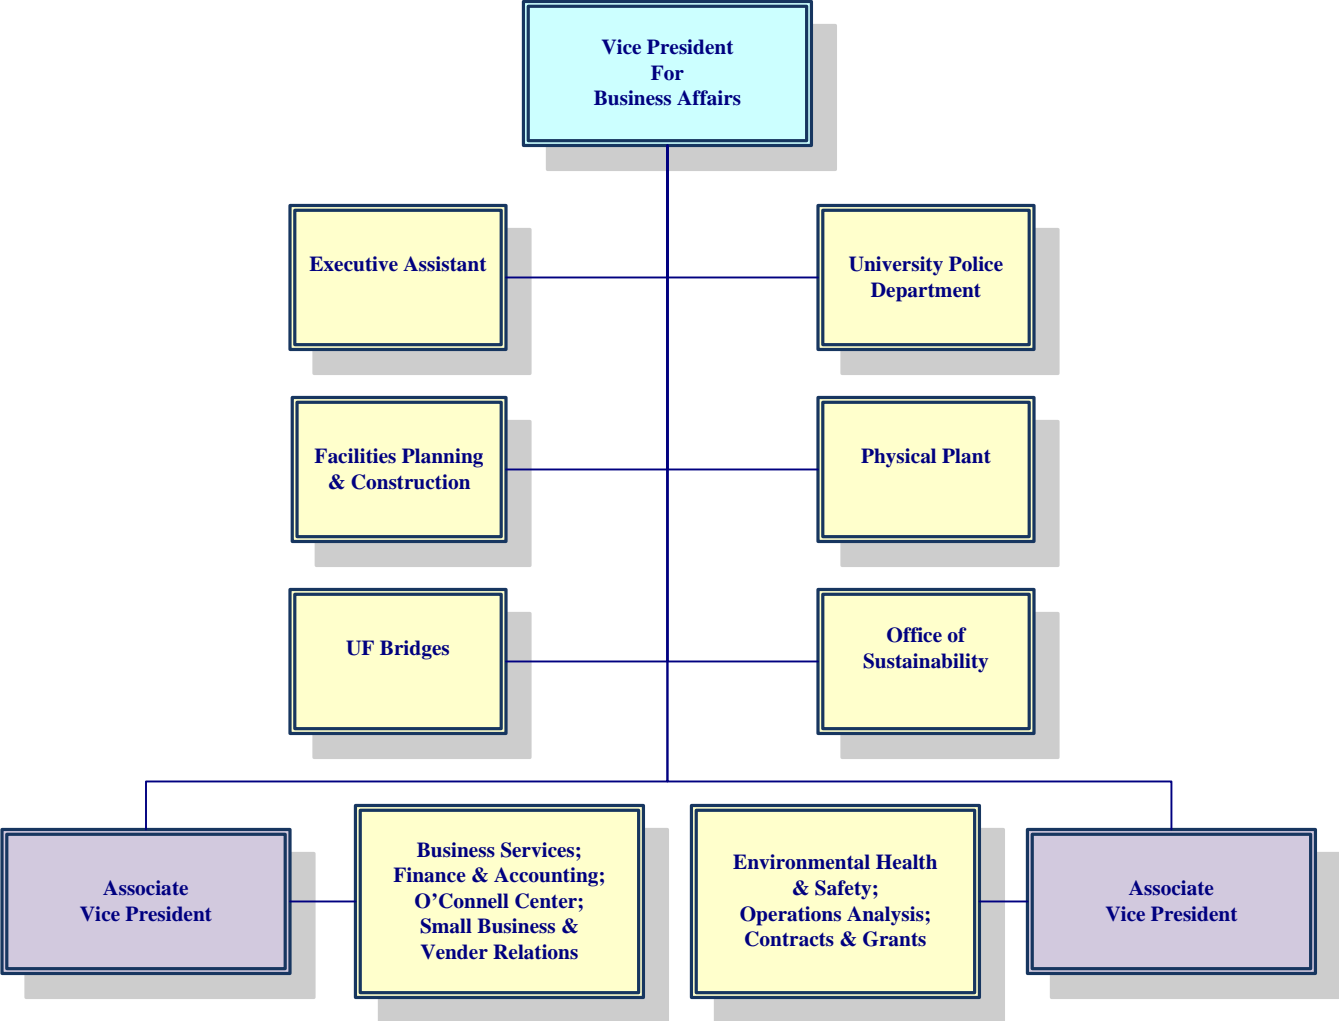 Vice President
For
Business Affairs
Executive Assistant
University Police
Department
Facilities Planning
& Construction
Physical Plant
UF Bridges
Office of
Sustainability
Associate
Vice President
Business Services;
Finance & Accounting;
O’Connell Center;
Small Business &
Vender Relations
Environmental Health
& Safety;
Operations Analysis;
Contracts & Grants
Associate
Vice President